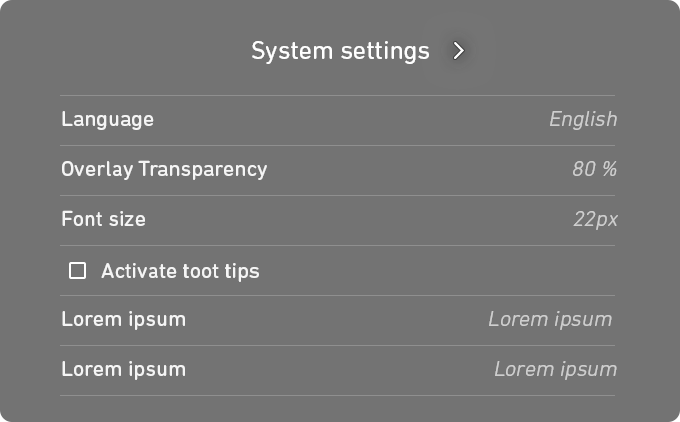 System settings
Language English
Overlay Transparency 80 %
Font size 22px
Activate toot tips
Lorem ipsum Lorem ipsum
Lorem ipsum Lorem ipsum